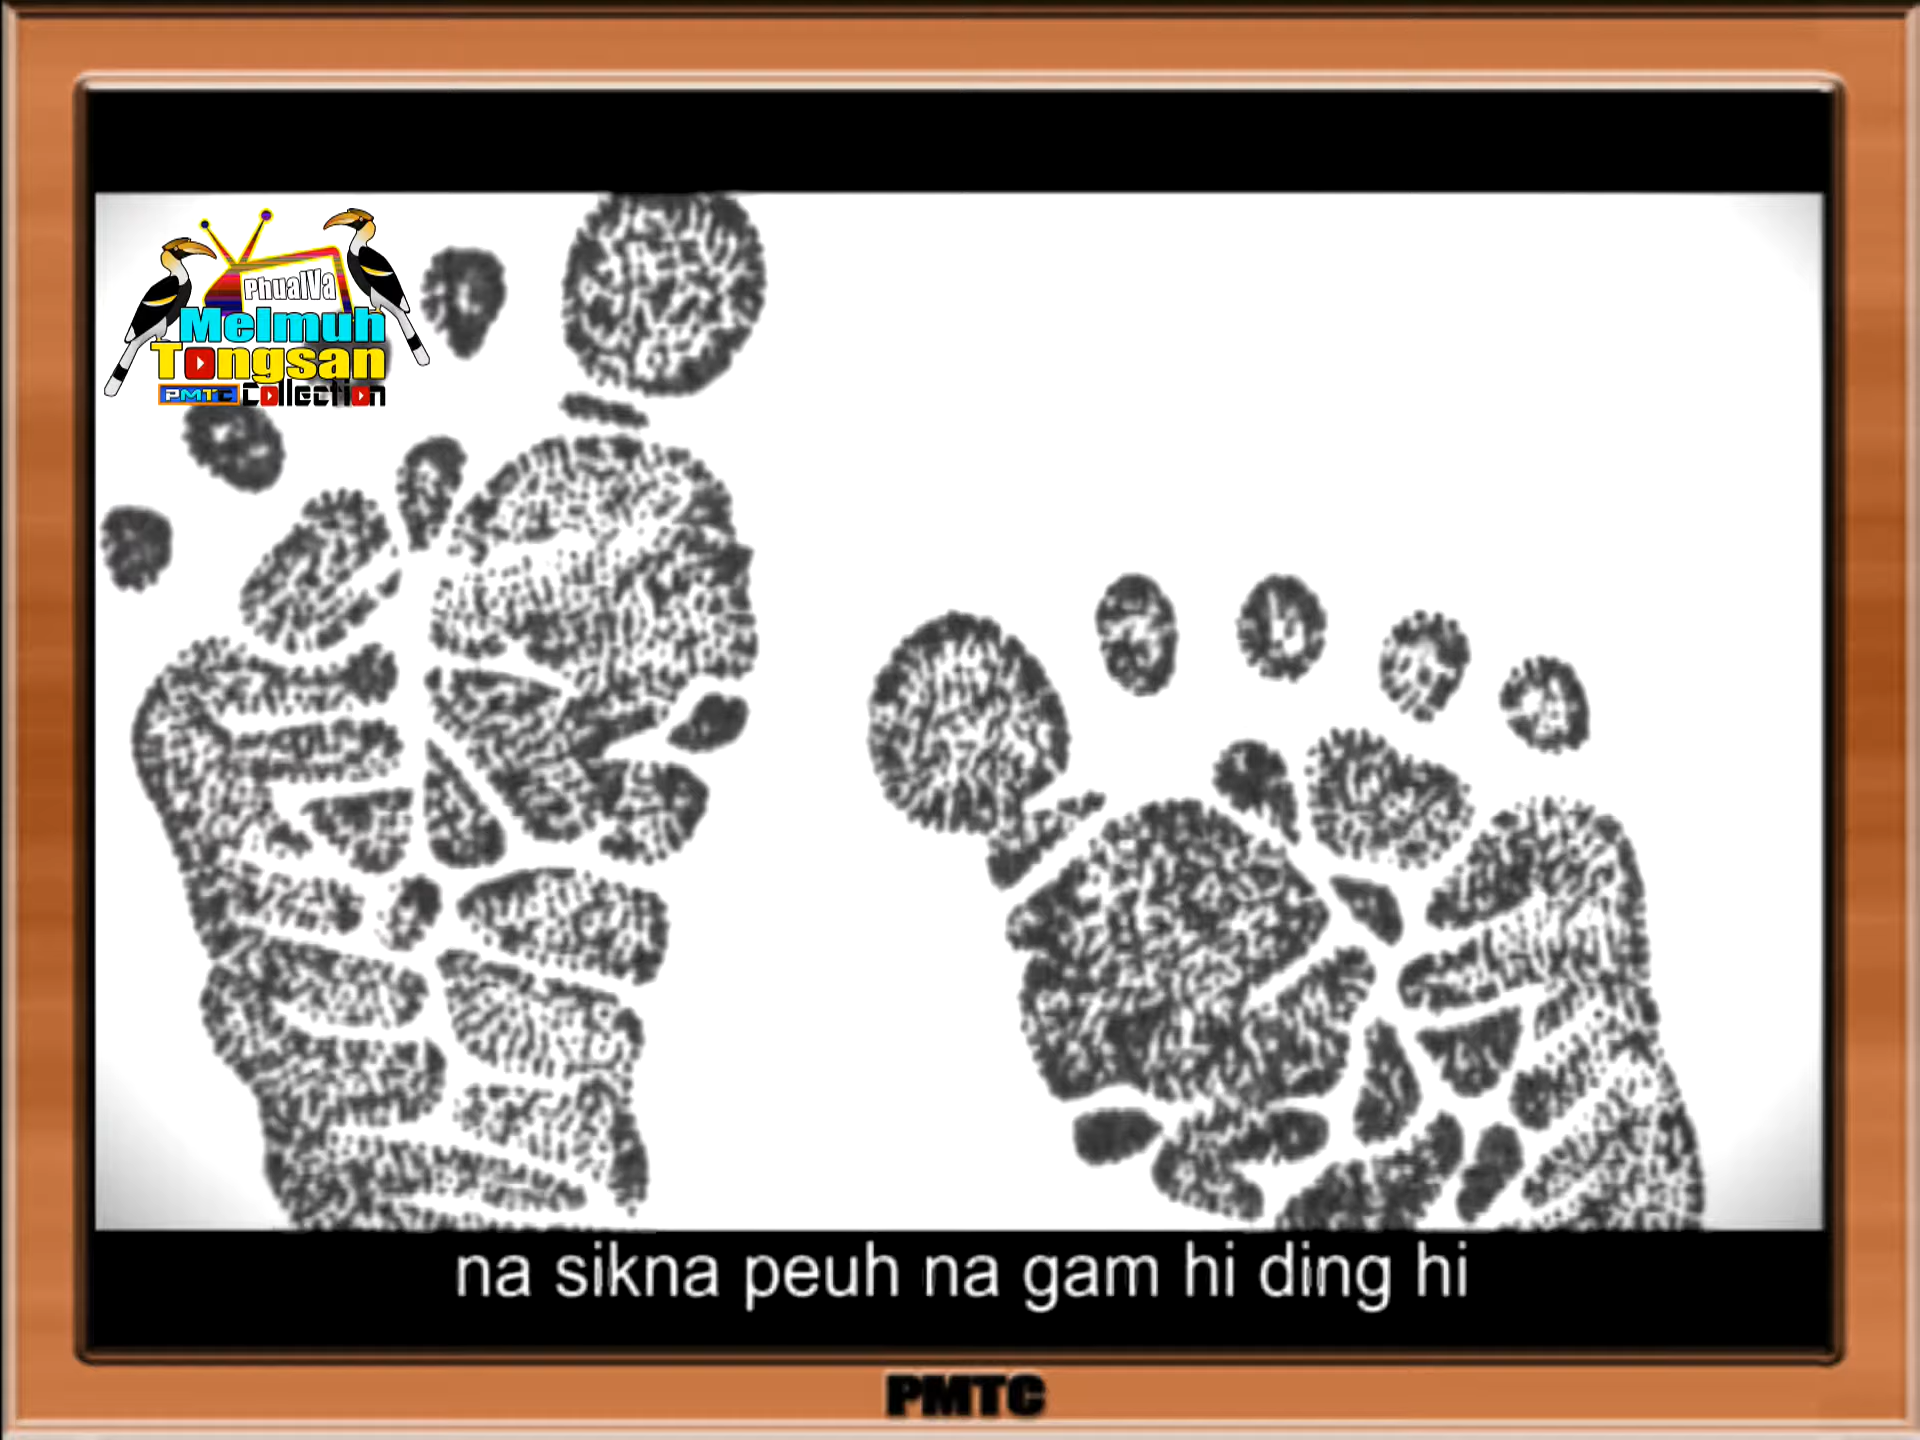 PhualVa
Melmuh
Tongsan
PMTC Collection
na sikna peuh na gam hi ding hi
PMTC